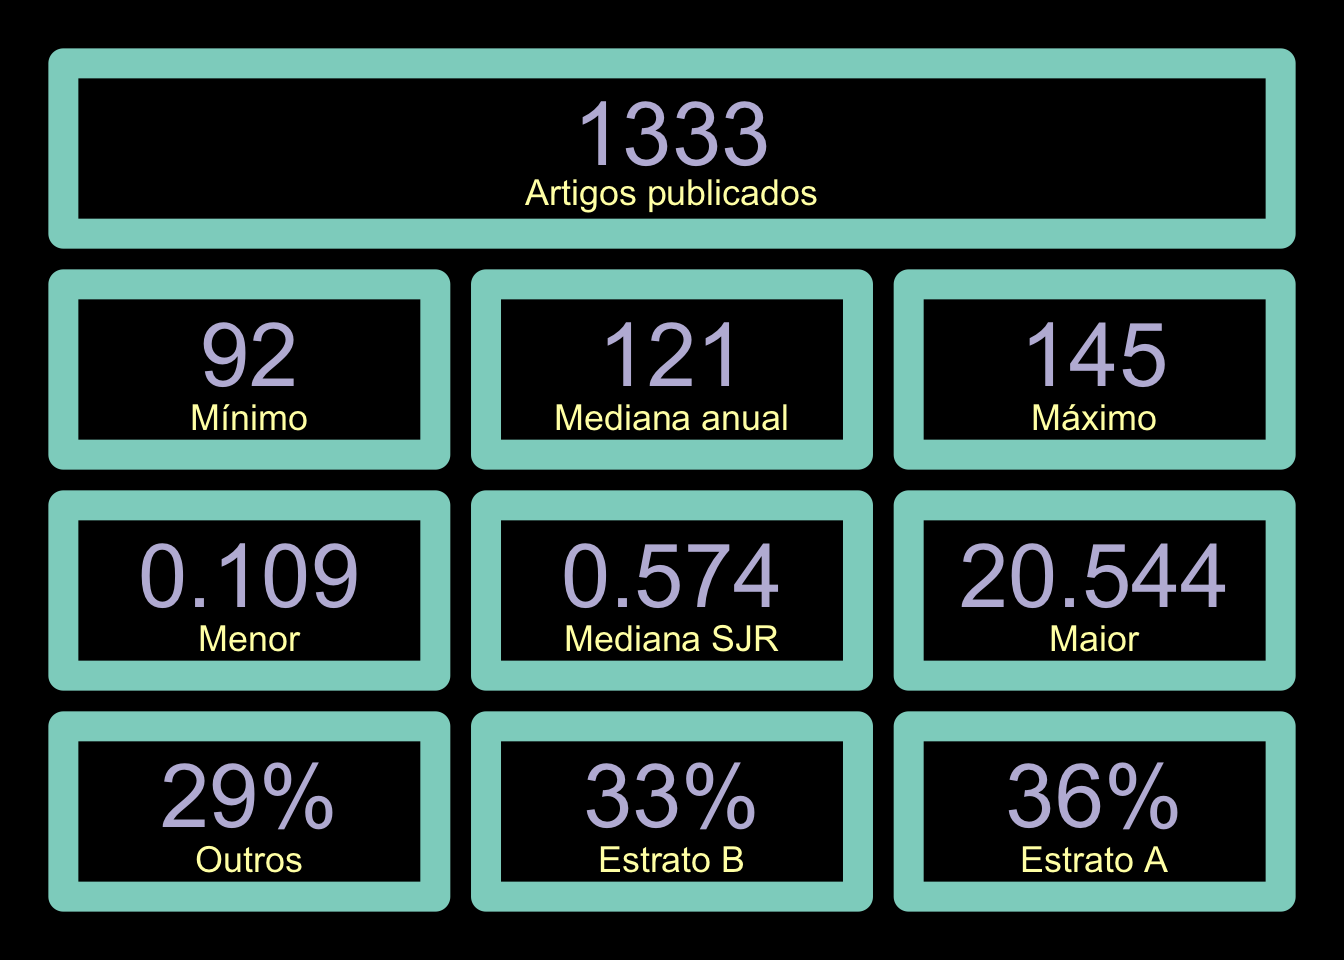 1333
Artigos publicados
92
Mínimo
121
Mediana anual
145
Máximo
0.109
Menor
0.574
Mediana SJR
20.544
Maior
29%
Outros
33%
Estrato B
36%
Estrato A